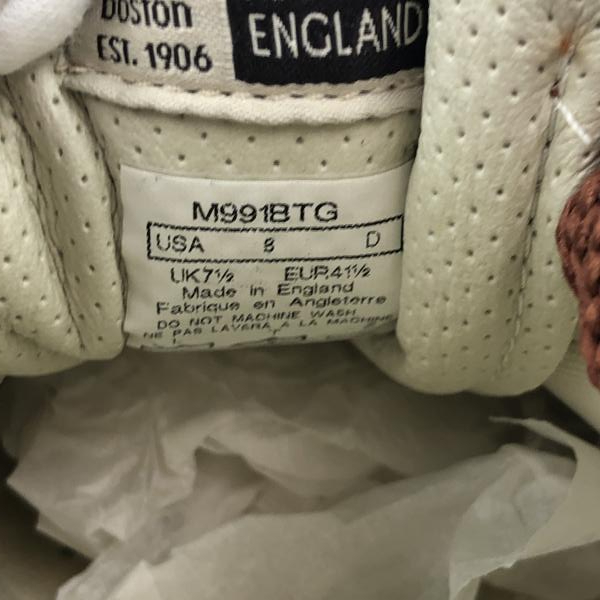 Boston
EST. 1906
ENGLAND
M991BTG
USA 8 D
UK7½ EUR41½
Made in England
Fabrique en Angleterre
DO NOT MACHINE WASH
NE PAS LAVERA A LA MACHINE